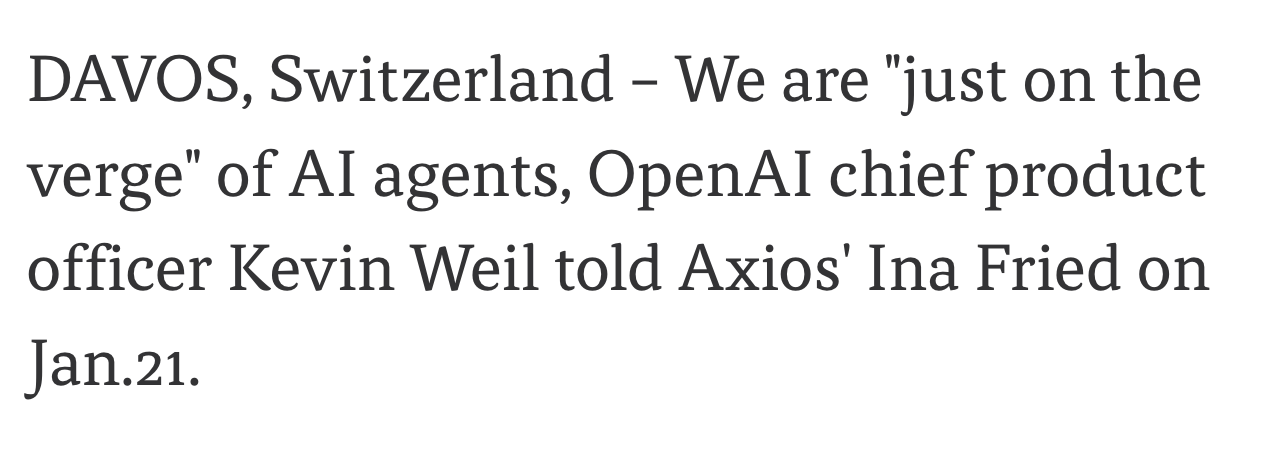 DAVOS, Switzerland – We are "just on the
verge" of AI agents, OpenAI chief product
officer Kevin Weil told Axios' Ina Fried on
Jan.21.